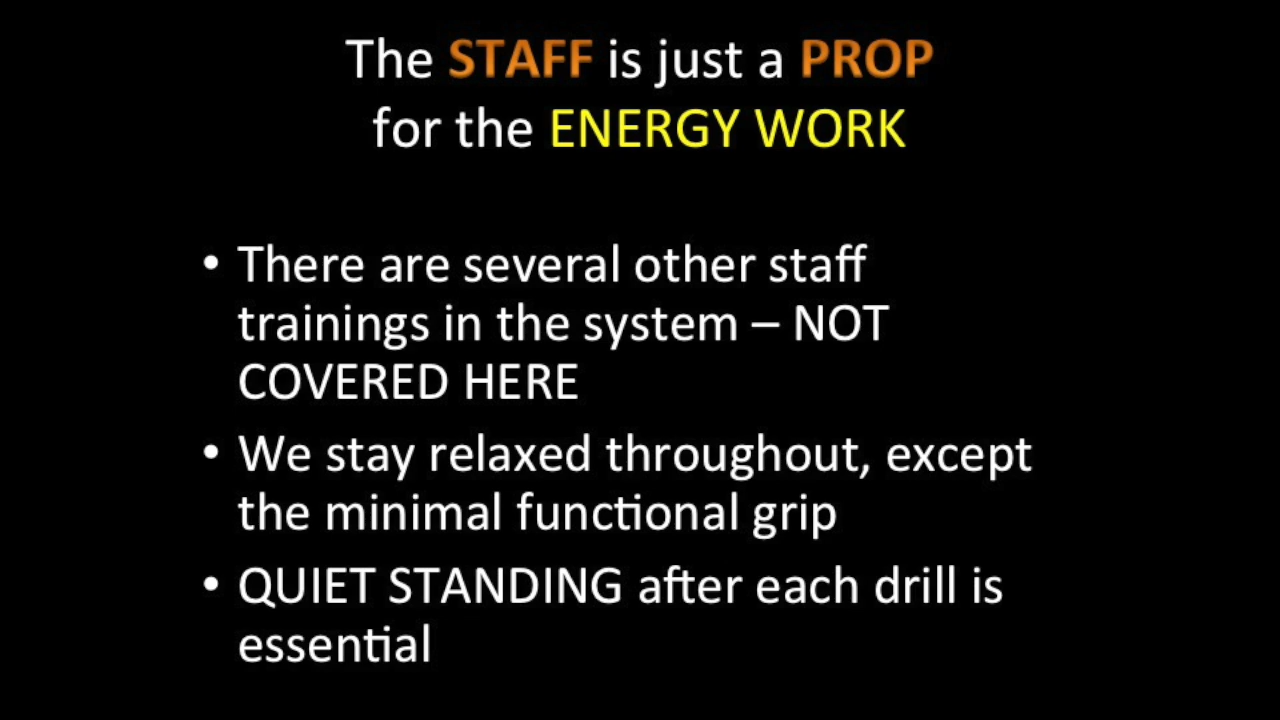 The STAFF is just a PROP
for the ENERGY WORK
• There are several other staff
trainings in the system – NOT
COVERED HERE
• We stay relaxed throughout, except
the minimal functional grip
• QUIET STANDING after each drill is
essential